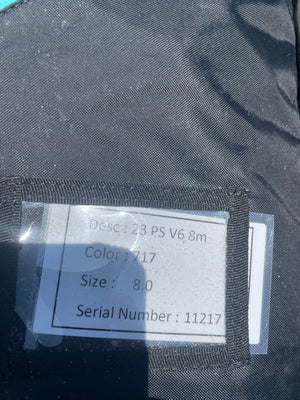 Desc : 23 PS V6 8m
Color : 717
Size : 8.0
Serial Number : 11217